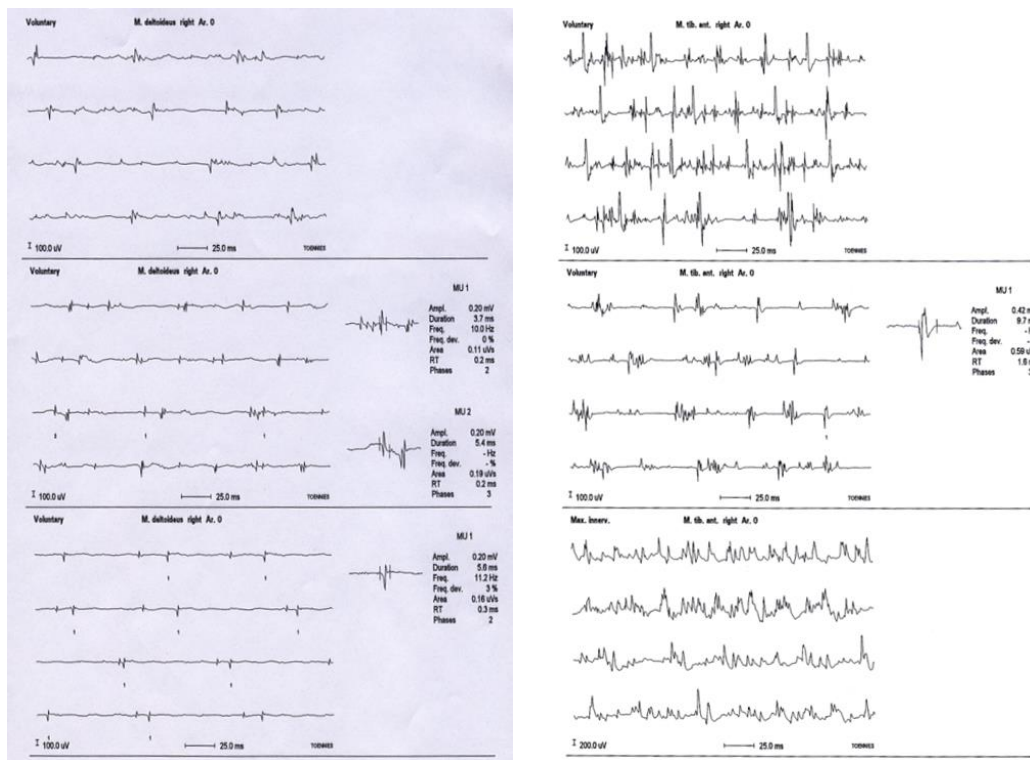 Voluntary M. deltoideus right Ar. 0
100.0 uV 25.0 ms TOENNIES
Voluntary M. deltoideus right Ar. 0
MU 1
Ampl. 0.20 mV
Duration 3.7 ms
Freq. 10.0 Hz
Freq. dev. 0 %
Area 0.11 uVs
RT 0.2 ms
Phases 2
MU 2
Ampl. 0.20 mV
Duration 5.4 ms
Freq. - Hz
Freq. dev. - %
Area 0.19 uVs
RT 0.2 ms
Phases 3
100.0 uV 25.0 ms TOENNIES
Voluntary M. deltoideus right Ar. 0
MU 1
Ampl. 0.20 mV
Duration 5.6 ms
Freq. 11.2 Hz
Freq. dev. 3 %
Area 0.16 uVs
RT 0.3 ms
Phases 2
100.0 uV 25.0 ms TOENNIES
Voluntary M. tib. ant. right Ar. 0
100.0 uV 25.0 ms TOENNIES
Voluntary M. tib. ant. right Ar. 0
MU 1
Ampl. 0.42
Duration 9.7
Freq. -
Freq. dev. -
Area 0.59
RT 1.6
Phases
100.0 uV 25.0 ms TOENNIES
Max. innerv. M. tib. ant. right Ar. 0
200.0 uV 25.0 ms TOENNIES